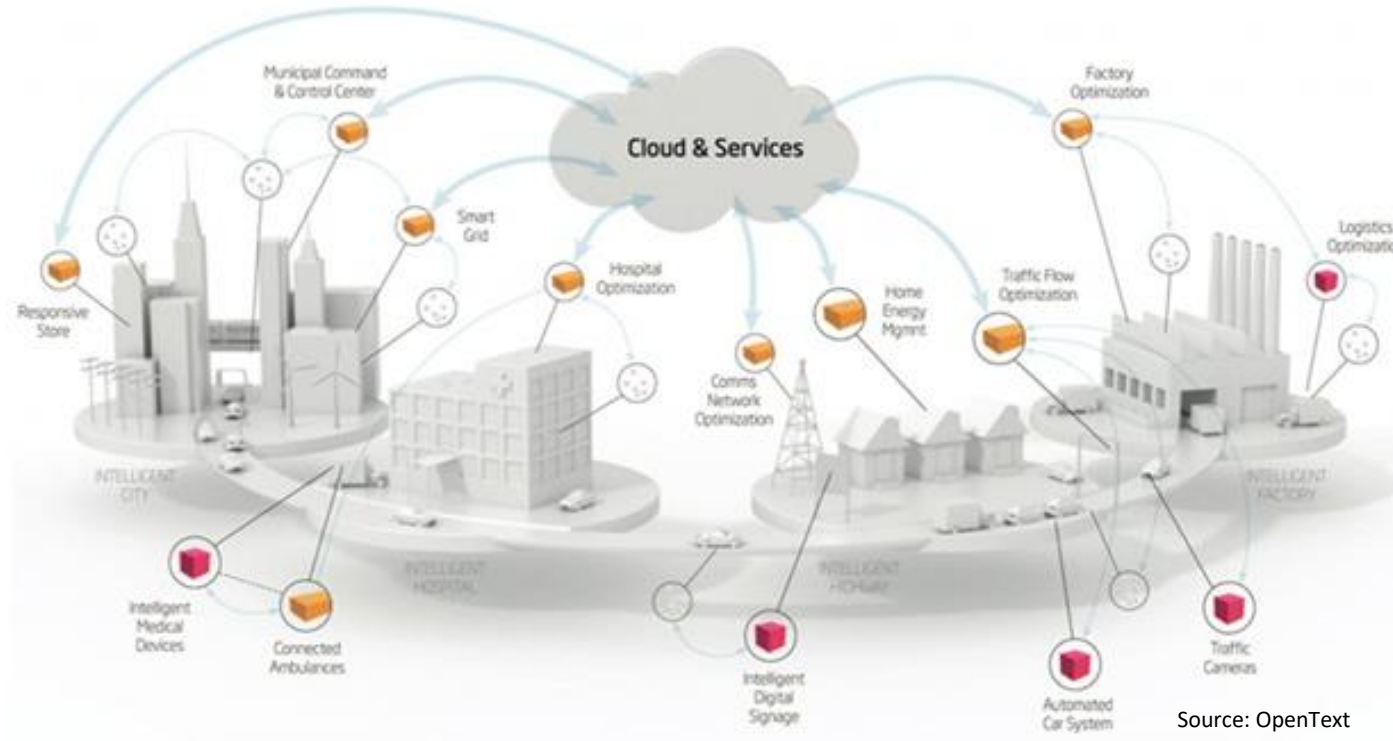 Municipal Command
& Control Center
Factory
Optimization
Cloud & Services
Smart
Grid
Logistics
Optimizatio
Responsive
Store
Hospital
Optimization
Traffic Flow
Optimization
Home
Energy
Mgmnt
Comms
Network
Optimization
INTELLIGENT
CITY
INTELLIGENT
FACTORY
INTELLIGENT
HOSPITAL
INTELLIGENT
HIGHWAY
Intelligent
Medical
Devices
Connected
Ambulances
Intelligent
Digital
Signage
Traffic
Cameras
Automated
Car System
Source: OpenText